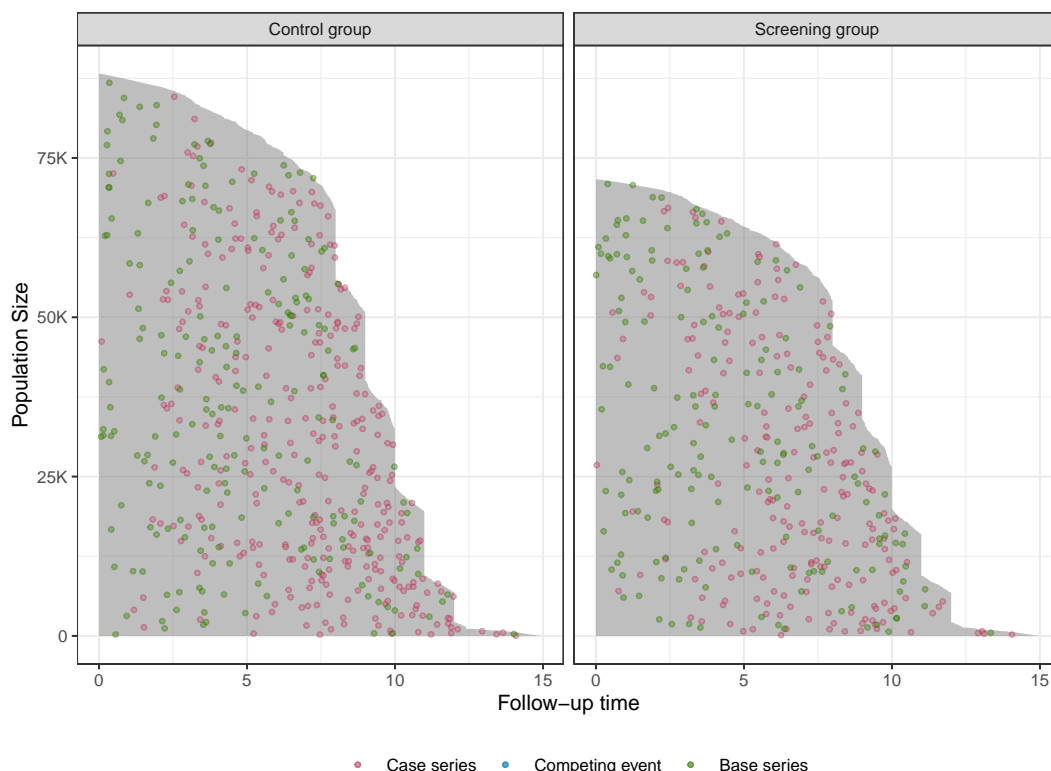 Control group
Screening group
Population Size
75K
50K
25K
0
0 5 10 15
0 5 10 15
Follow−up time
Case series Competing event Base series